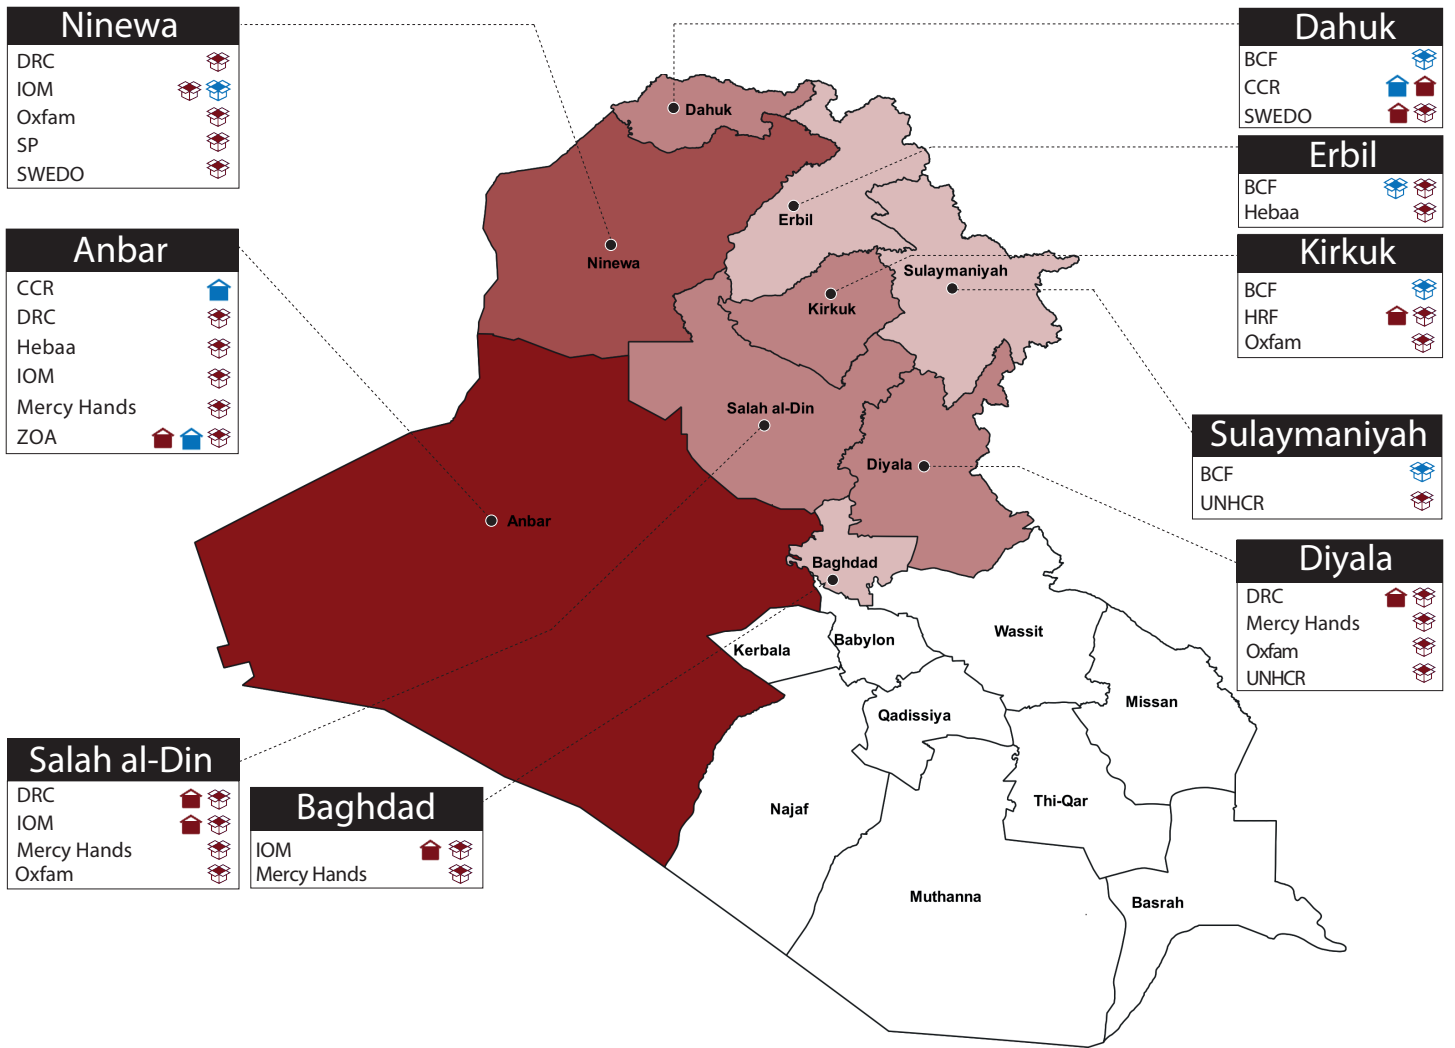 Ninewa
DRC
IOM
Oxfam
SP
SWEDO
Anbar
CCR
DRC
Hebaa
IOM
Mercy Hands
ZOA
Salah al-Din
DRC
IOM
Mercy Hands
Oxfam
Baghdad
IOM
Mercy Hands
Dahuk
BCF
CCR
SWEDO
Erbil
BCF
Hebaa
Kirkuk
BCF
HRF
Oxfam
Sulaymaniyah
BCF
UNHCR
Diyala
DRC
Mercy Hands
Oxfam
UNHCR
Dahuk
Erbil
Ninewa
Sulaymaniyah
Kirkuk
Salah al-Din
Diyala
Anbar
Baghdad
Wassit
Babylon
Kerbala
Missan
Qadissiya
Thi-Qar
Najaf
Muthanna
Basrah